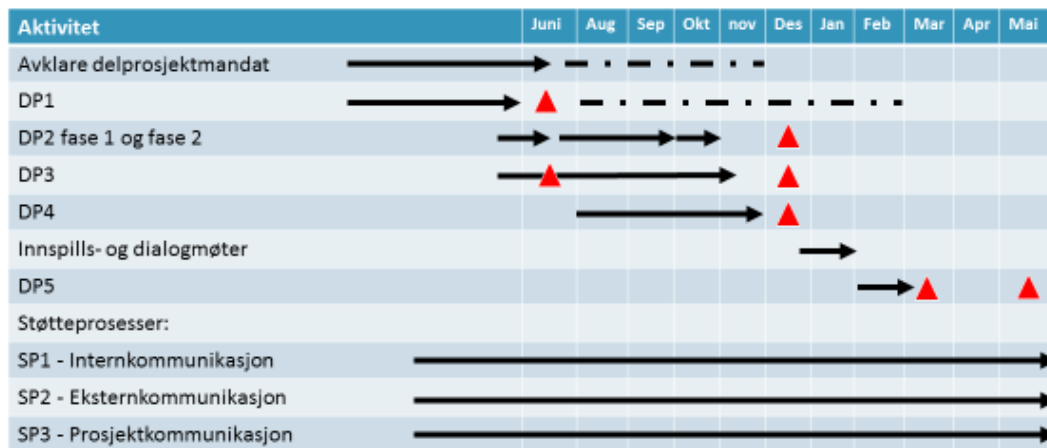 Aktivitet Juni Aug Sep Okt nov Des Jan Feb Mar Apr Mai
Avklare delprosjektmandat
DP1
DP2 fase 1 og fase 2
DP3
DP4
Innspills- og dialogmøter
DP5
Støtteprosesser:
SP1 - Internkommunikasjon
SP2 - Eksternkommunikasjon
SP3 - Prosjektkommunikasjon